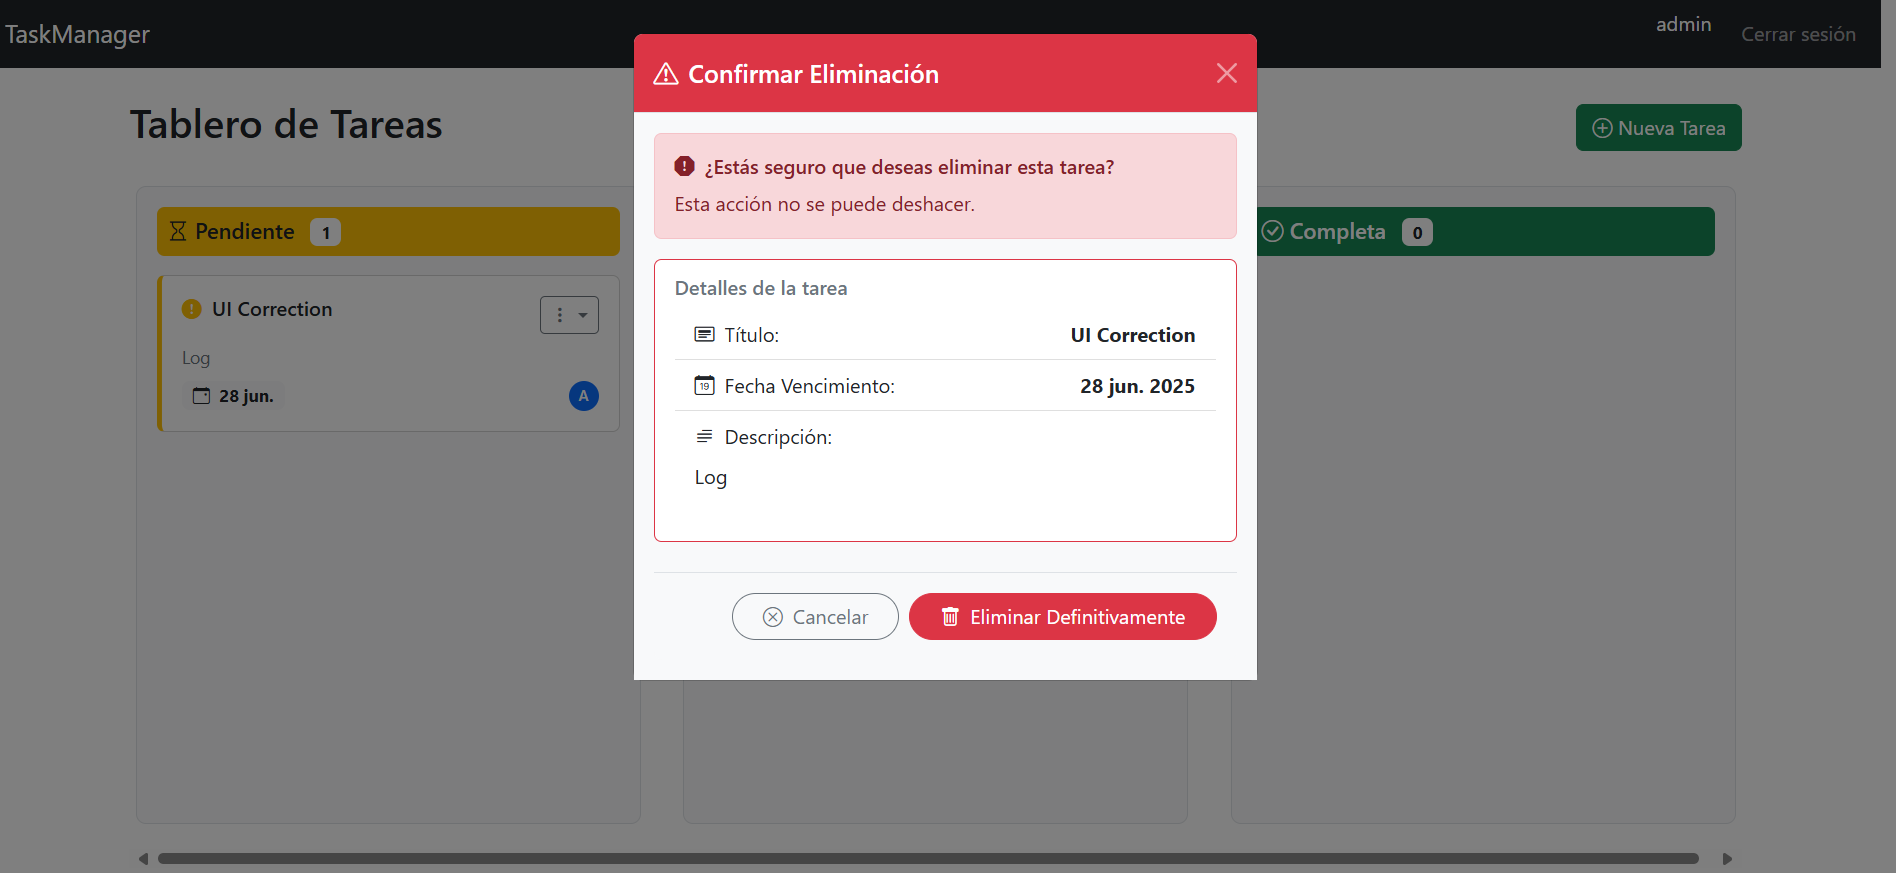 TaskManager
admin
Cerrar sesión
Confirmar Eliminación
Tablero de Tareas
Nueva Tarea
¿Estás seguro que deseas eliminar esta tarea?
Esta acción no se puede deshacer.
Pendiente 1
Completa 0
UI Correction
Log
28 jun.
A
Detalles de la tarea
Título: UI Correction
19 Fecha Vencimiento: 28 jun. 2025
Descripción:
Log
Cancelar
Eliminar Definitivamente